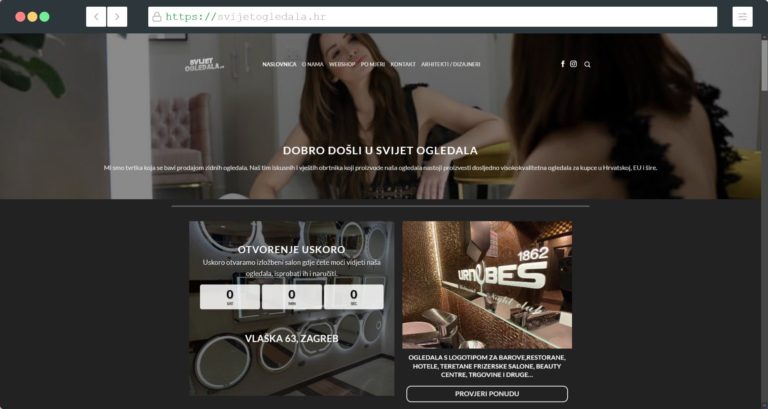 https://svijetogledala.hr
SVIJET
OGLEDALA.HR
NASLOVNICA O NAMA WEBSHOP PO MJERI KONTAKT ARHITEKTI / DIZAJNERI
DOBRO DOŠLI U SVIJET OGLEDALA
Mi smo tvrtka koja se bavi prodajom zidnih ogledala. Naš tim iskusnih i vještih obrtnika koji proizvode naša ogledala nastoji proizvesti dosljedno visokokvalitetna ogledala za kupce u Hrvatskoj, EU i šire.
OTVORENJE USKORO
Uskoro otvaramo izložbeni salon gdje ćete moći vidjeti naša
ogledala, isprobati ih i naručiti.
0 0 0
SAT MIN SEC
VLAŠKA 63, ZAGREB
1862
URNEBES
Night club
OGLEDALA S LOGOTIPOM ZA BAROVE,RESTORANE,
HOTELE, TERETANE FRIZERSKE SALONE, BEAUTY
CENTRE, TRGOVINE I DRUGE...
PROVJERI PONUDU